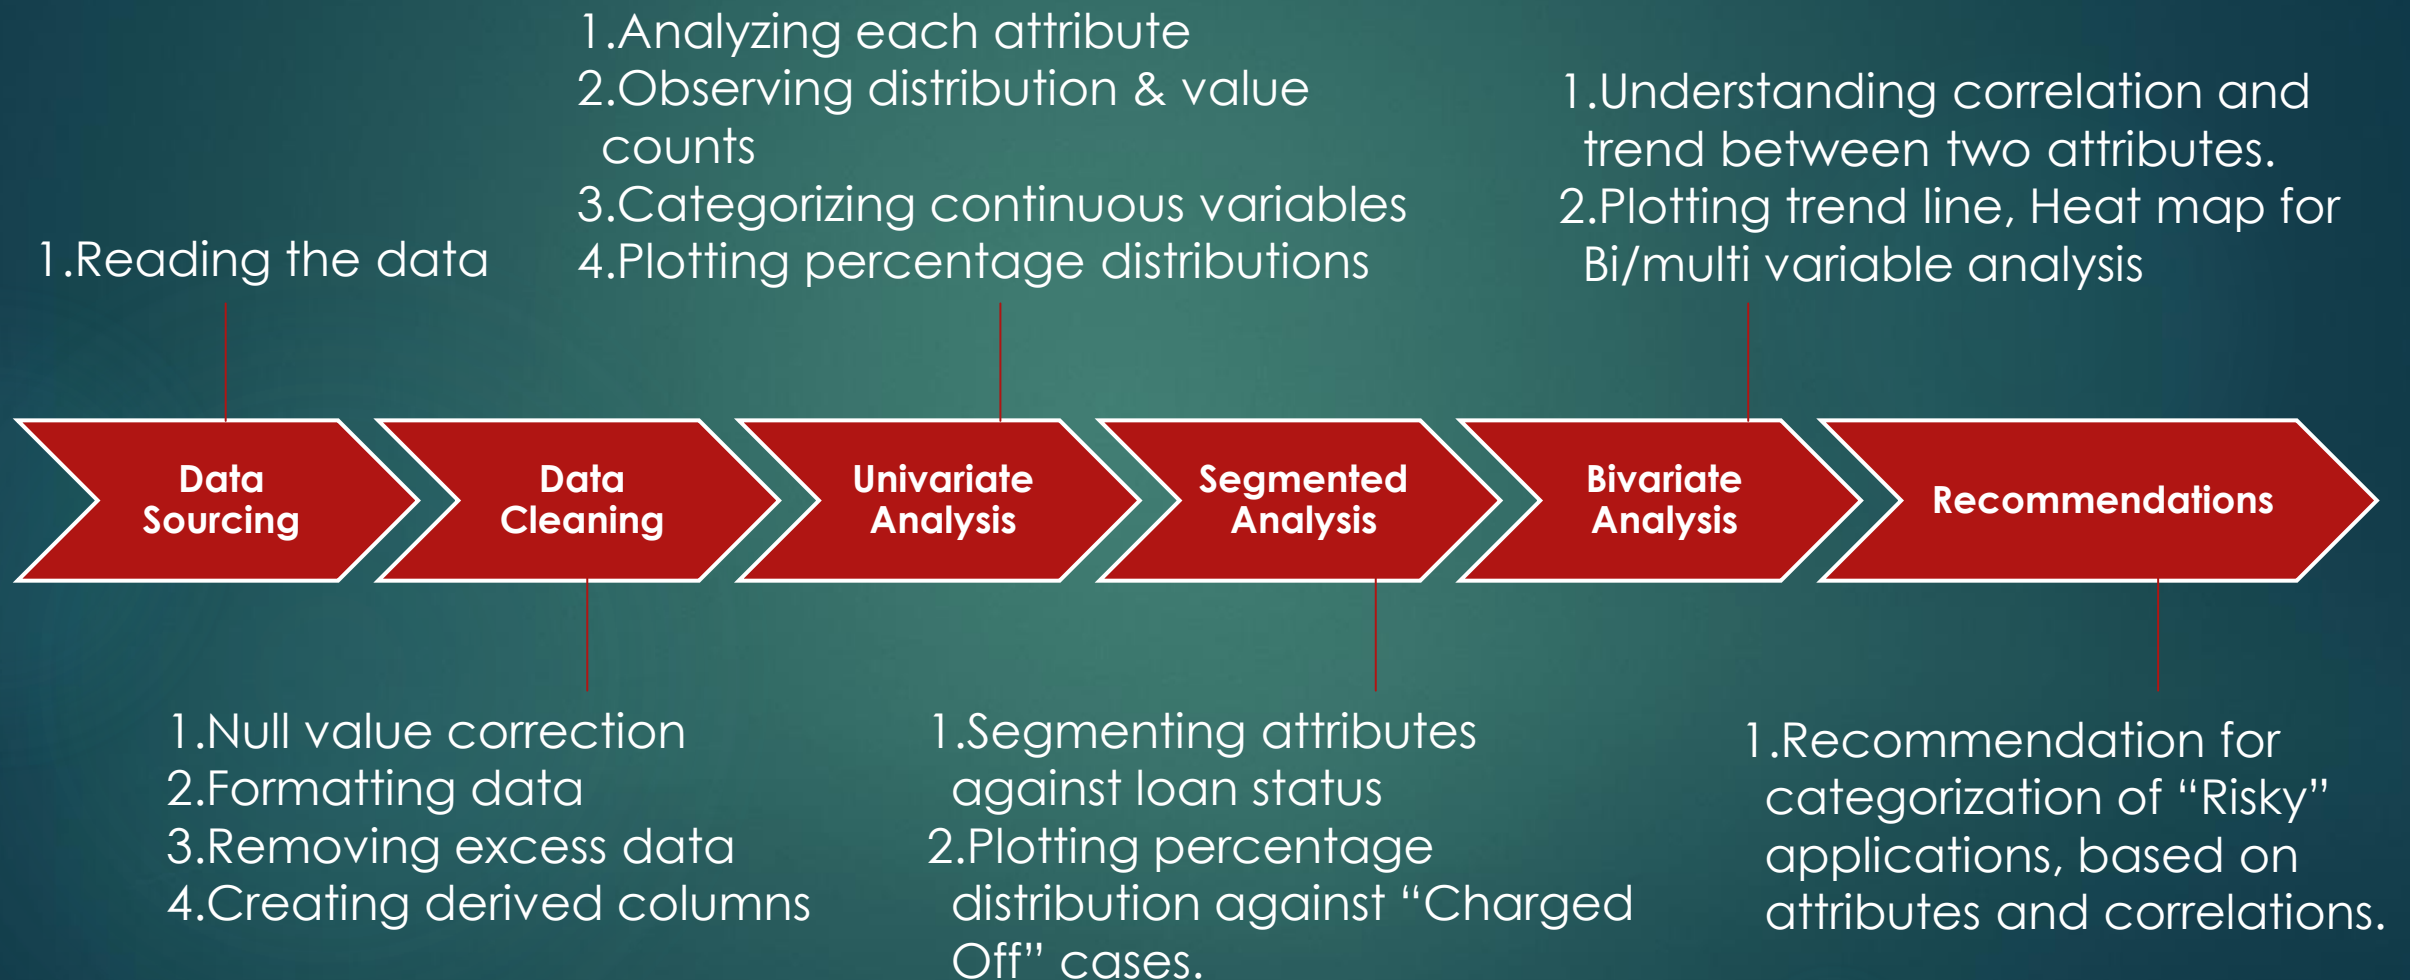 1.Analyzing each attribute
2.Observing distribution & value
counts
3.Categorizing continuous variables
4.Plotting percentage distributions
1.Understanding correlation and
trend between two attributes.
2.Plotting trend line, Heat map for
Bi/multi variable analysis
1.Reading the data
Data
Sourcing
Data
Cleaning
Univariate
Analysis
Segmented
Analysis
Bivariate
Analysis
Recommendations
1.Null value correction
2.Formatting data
3.Removing excess data
4.Creating derived columns
1.Segmenting attributes
against loan status
2.Plotting percentage
distribution against “Charged
Off” cases.
1.Recommendation for
categorization of “Risky”
applications, based on
attributes and correlations.